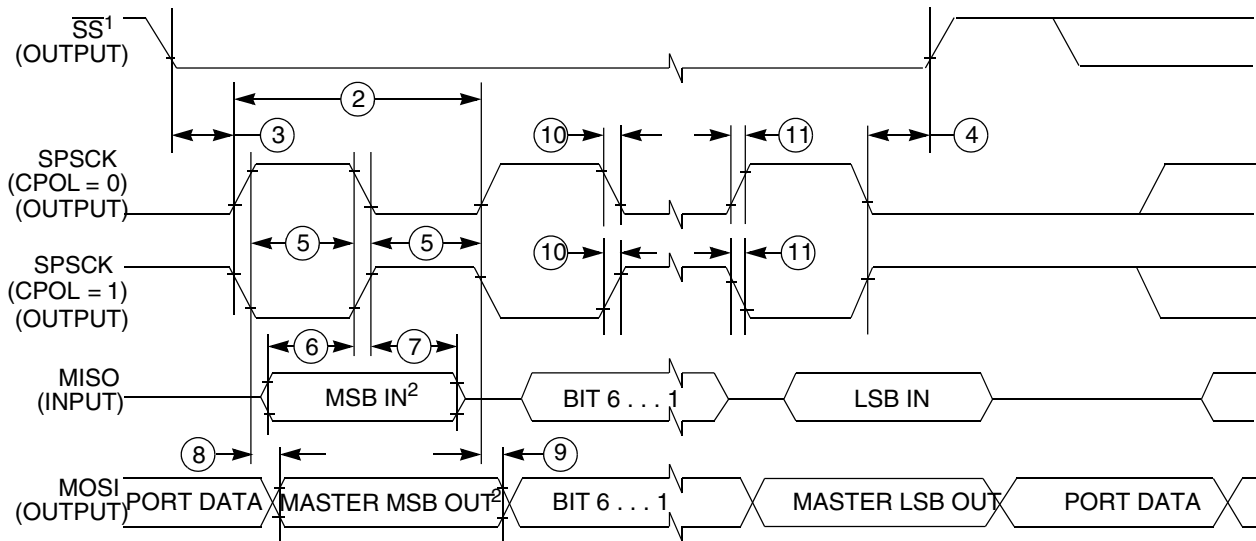 SS¹
(OUTPUT)
2
3
10
11
4
SPSCK
(CPOL = 0)
(OUTPUT)
5
5
SPSCK
(CPOL = 1)
(OUTPUT)
10
11
6
7
MISO
(INPUT)
MSB IN²
BIT 6 . . . 1
LSB IN
8
9
MOSI
(OUTPUT)
PORT DATA
MASTER MSB OUT²
BIT 6 . . . 1
MASTER LSB OUT
PORT DATA